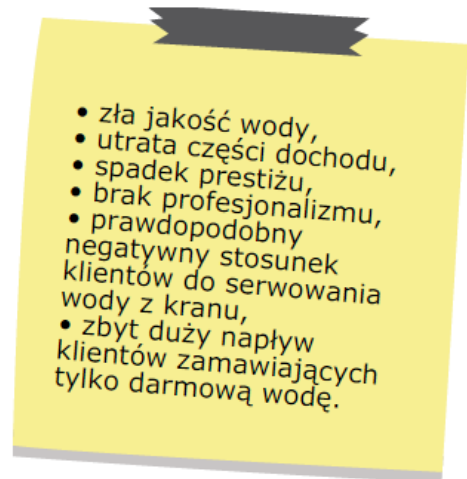 • zła jakość wody,
• utrata części dochodu,
• spadek prestiżu,
• brak profesjonalizmu,
• prawdopodobny
negatywny stosunek
klientów do serwowania
wody z kranu,
• zbyt duży napływ
klientów zamawiających
tylko darmową wodę.